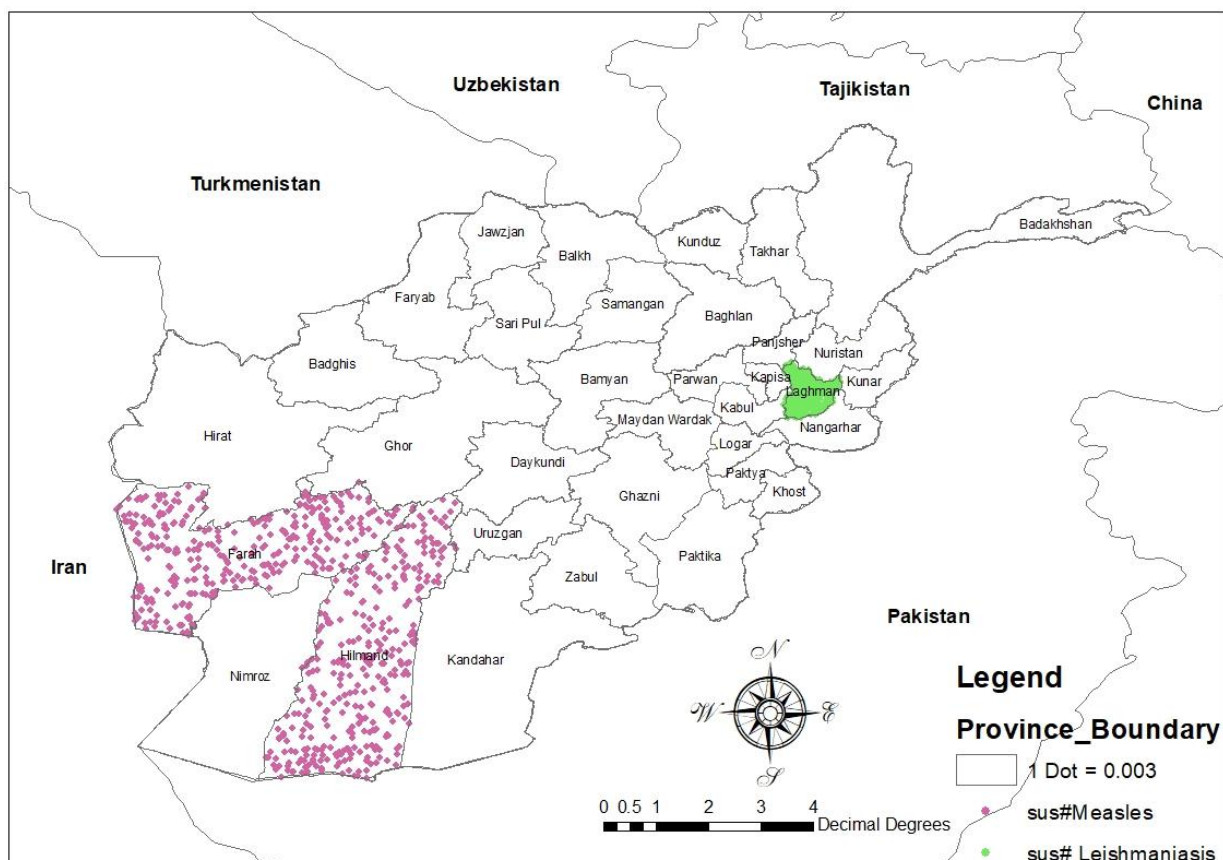 Uzbekistan
Tajikistan
China
Turkmenistan
Badakhshan
Jawzjan
Kunduz
Takhar
Balkh
Faryab
Samangan
Baghlan
Sari Pul
Panjsher
Nuristan
Badghis
Bamyan
Parwan
Kapisa
Kunar
Laghman
Kabul
Maydan Wardak
Nangarhar
Hirat
Ghor
Logar
Daykundi
Paktya
Ghazni
Khost
Uruzgan
Farah
Iran
Zabul
Paktika
Pakistan
Hilmand
Kandahar
Nimroz
N
W
E
S
Legend
Province_Boundary
1 Dot = 0.003
sus#Measles
sus# Leishmaniasis
0 0.5 1 2 3 4
Decimal Degrees